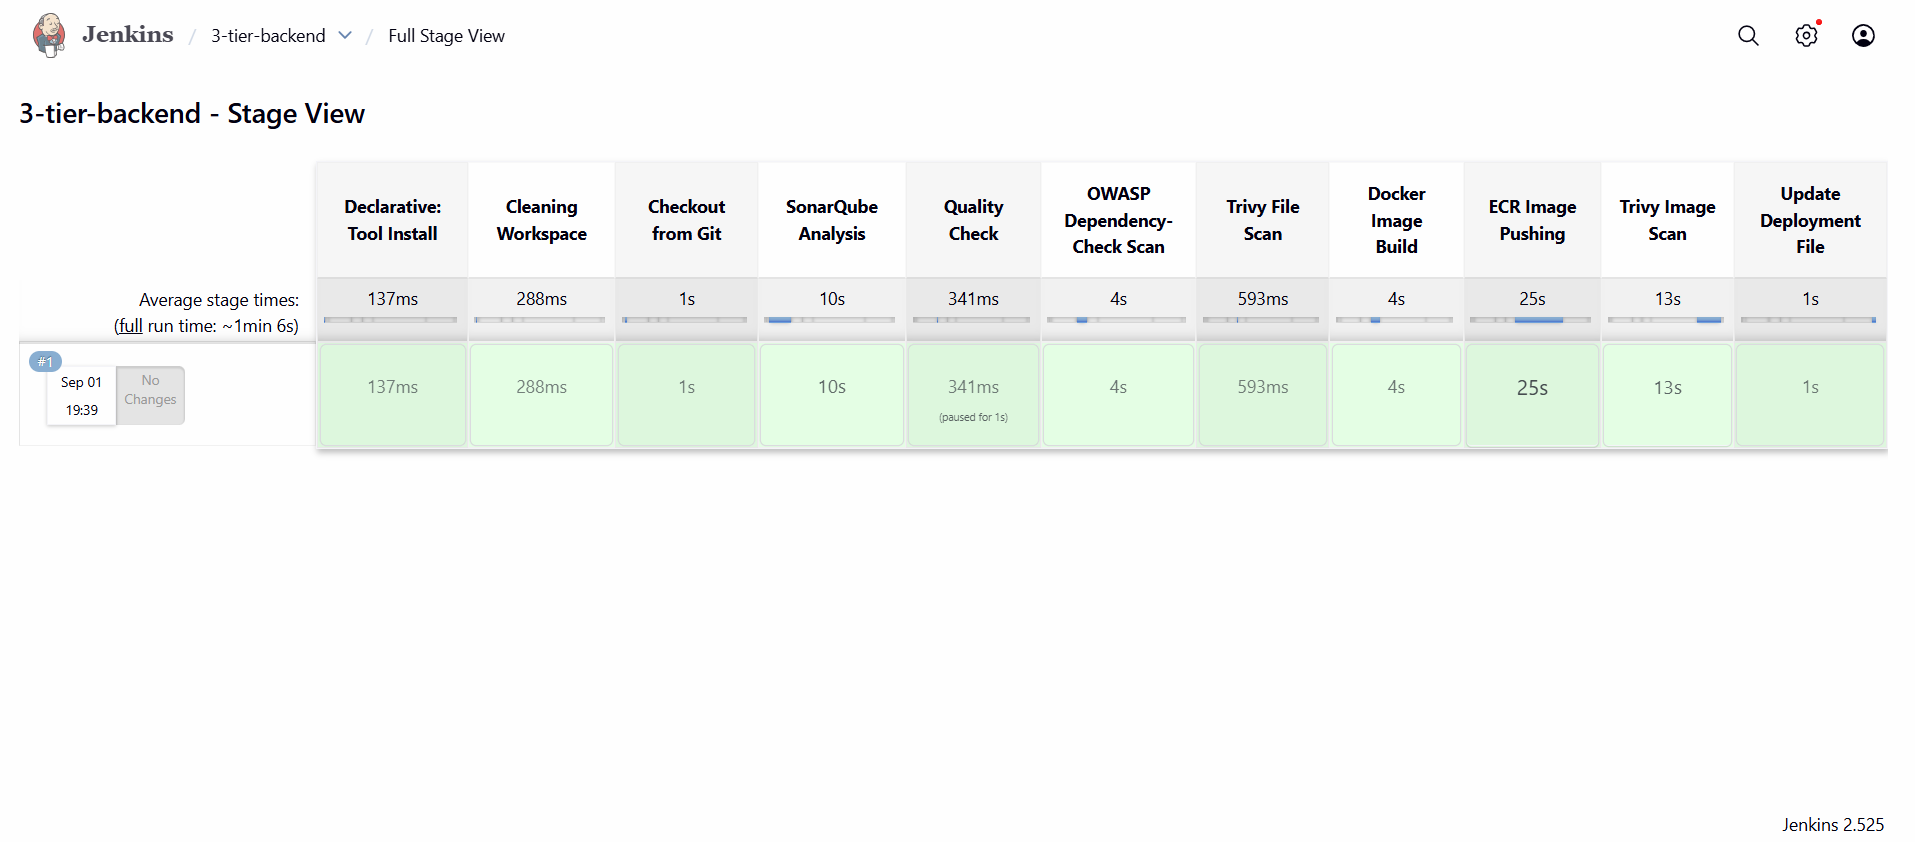 Jenkins / 3-tier-backend / Full Stage View
3-tier-backend - Stage View
Declarative:
Tool Install
Cleaning
Workspace
Checkout
from Git
SonarQube
Analysis
Quality
Check
OWASP
Dependency-
Check Scan
Trivy File
Scan
Docker
Image
Build
ECR Image
Pushing
Trivy Image
Scan
Update
Deployment
File
Average stage times:
(full run time: ~1min 6s)
137ms
288ms
1s
10s
341ms
4s
593ms
4s
25s
13s
1s
#1
Sep 01
19:39
No
Changes
137ms
288ms
1s
10s
341ms
(paused for 1s)
4s
593ms
4s
25s
13s
1s
Jenkins 2.525